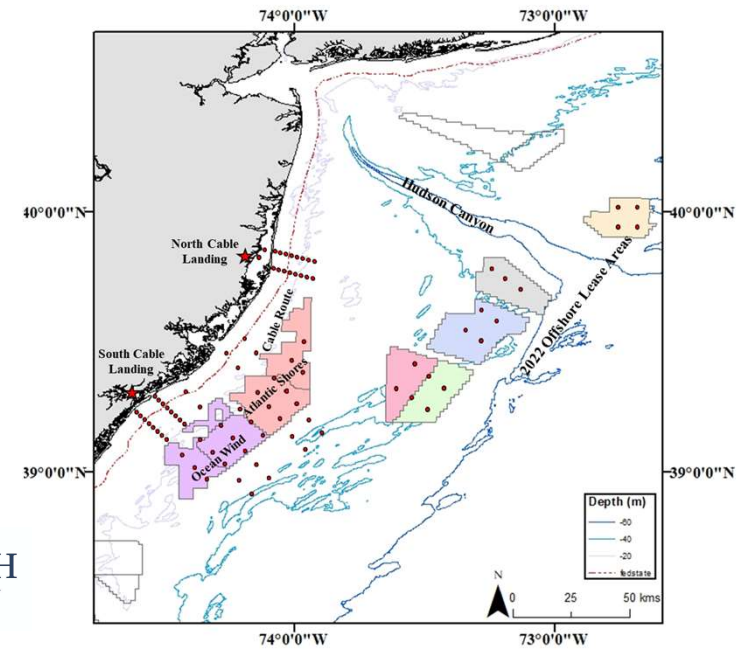 74°0'0"W 73°0'0"W
Hudson Canyon
40°0'0"N 40°0'0"N
North Cable
Landing
2022 Offshore Lease Areas
Cable Route
South Cable
Landing
Atlantic Shores
Ocean Wind
39°0'0"N 39°0'0"N
Depth (m)
-60
-40
-20
fedstate
H
N
0 25 50 kms
74°0'0"W 73°0'0"W